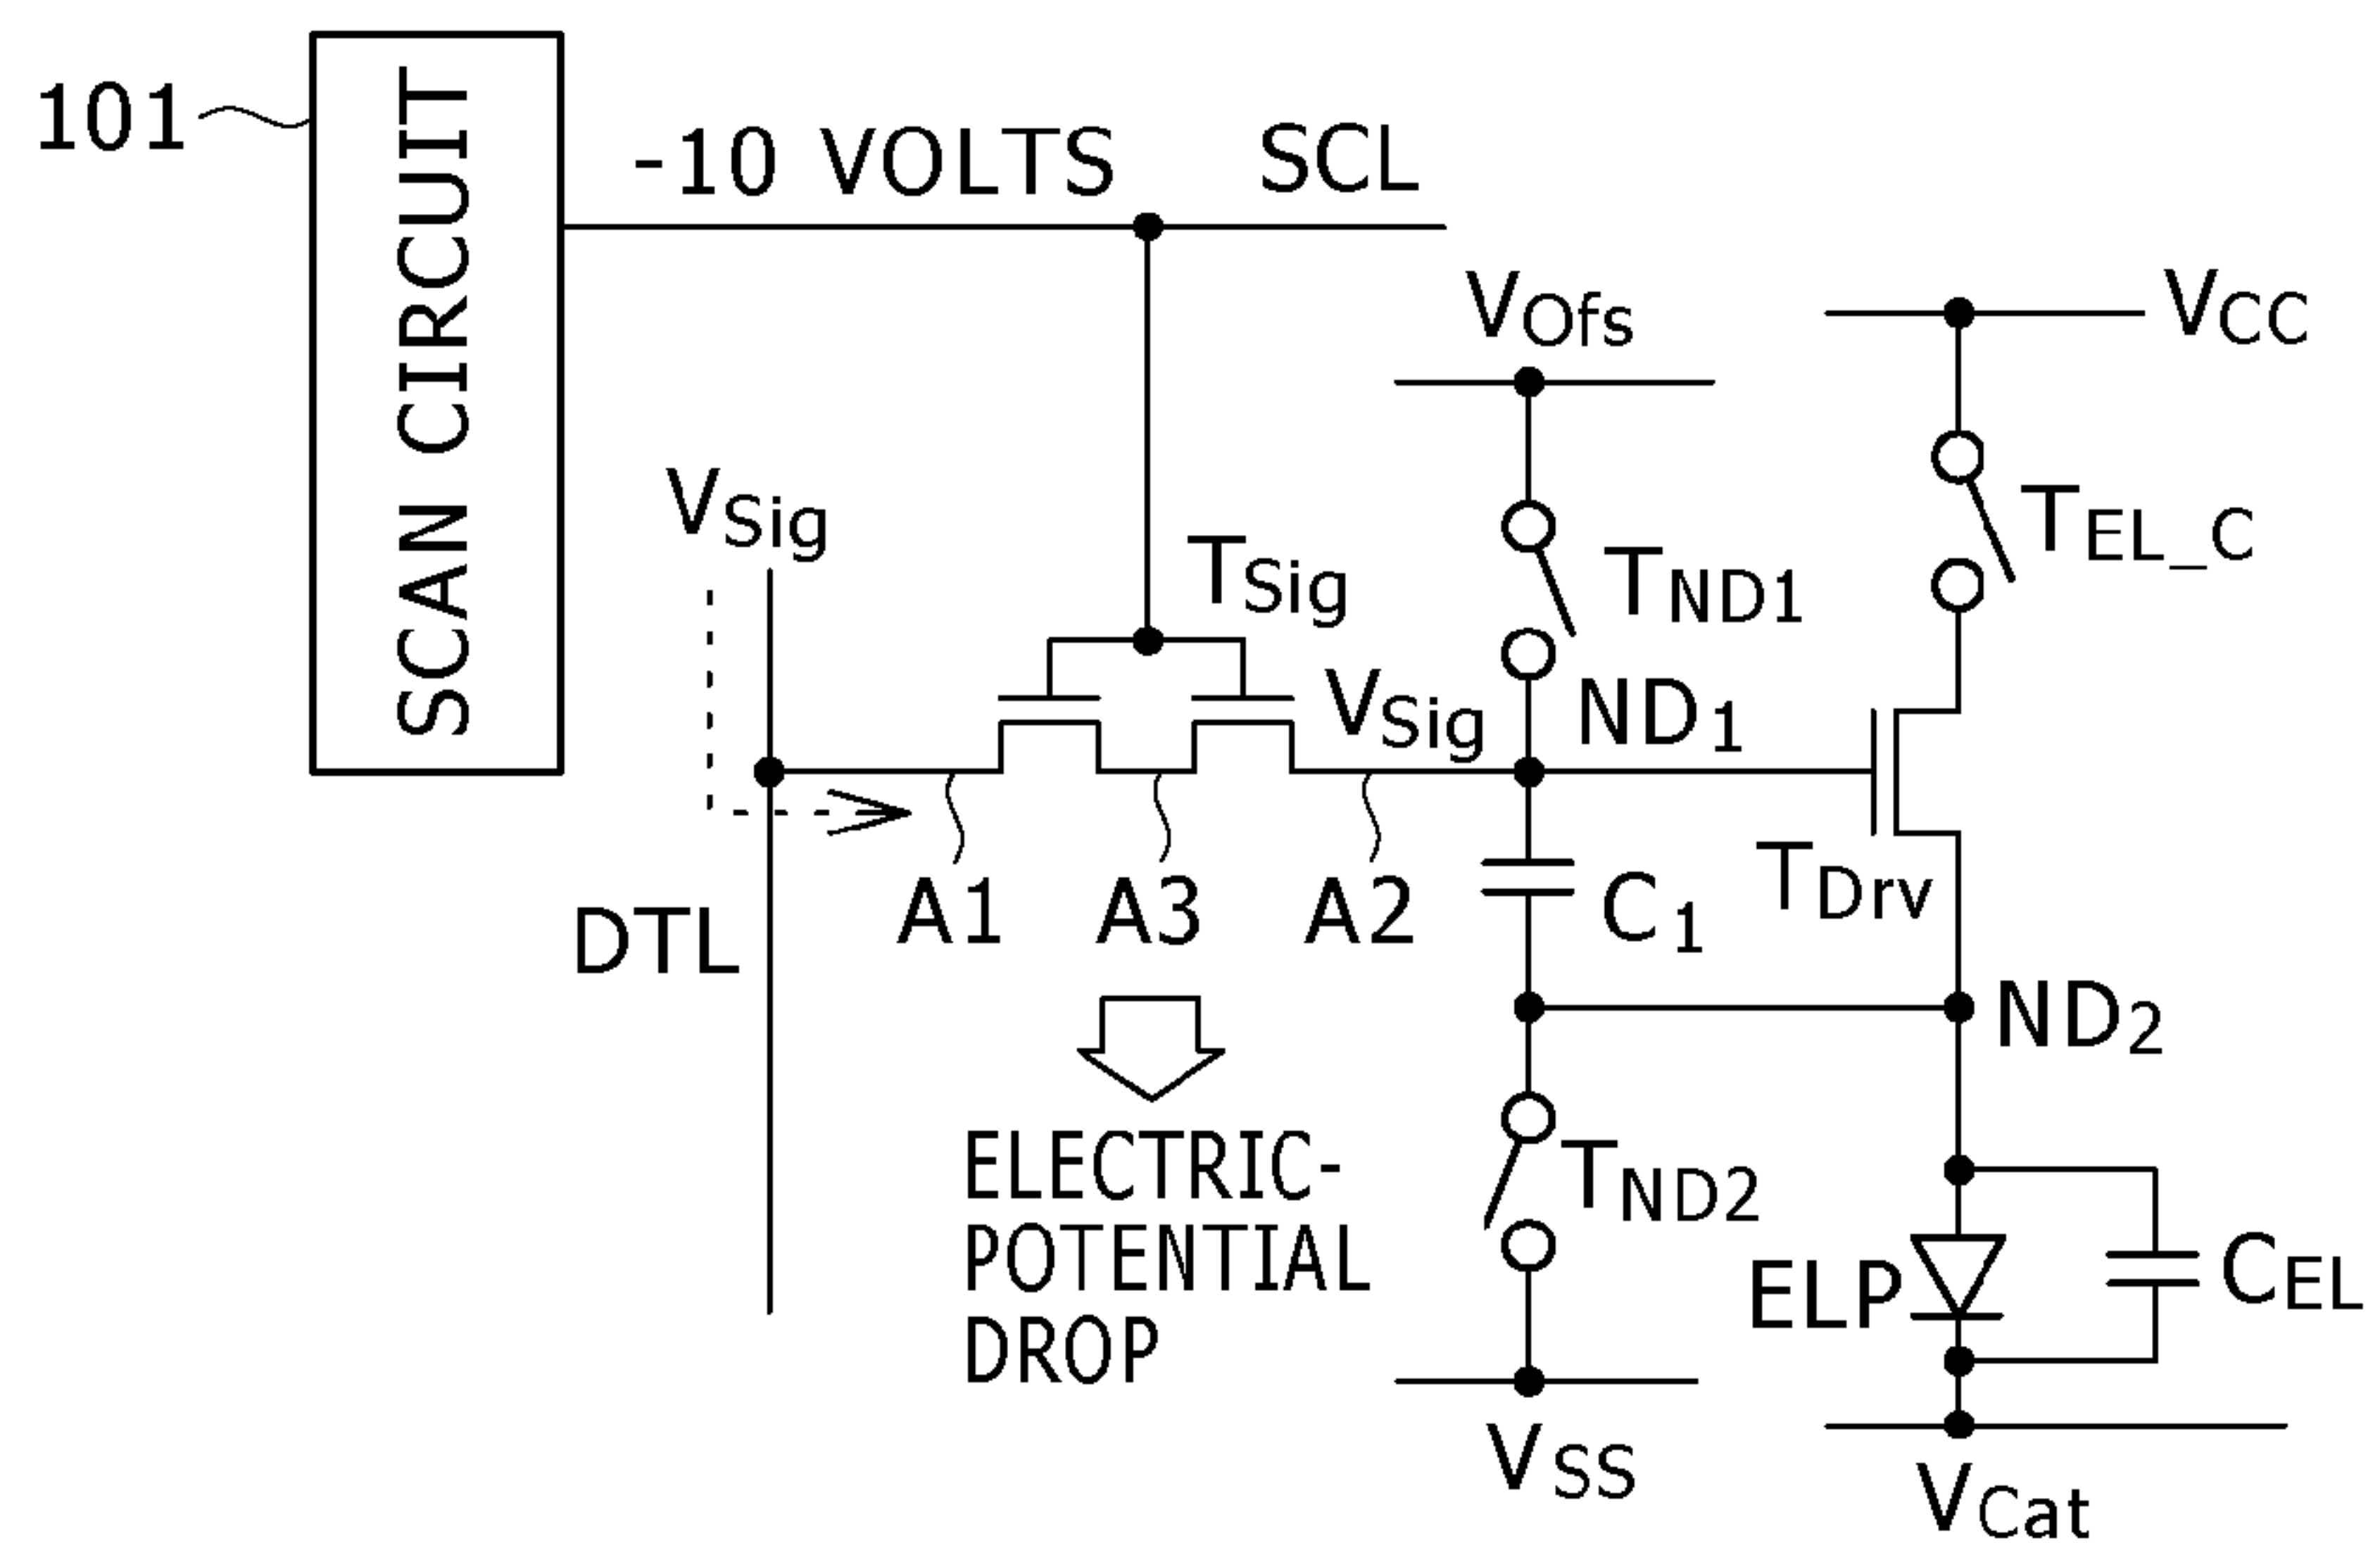 101
SCAN CIRCUIT
-10 VOLTS
SCL
VOfs
VCC
VSig
TSig
TND1
TEL_C
VSig
ND1
A1
A3
A2
DTL
C1
TDrv
ND2
ELECTRIC-
POTENTIAL
DROP
TND2
ELP
CEL
VSS
VCat